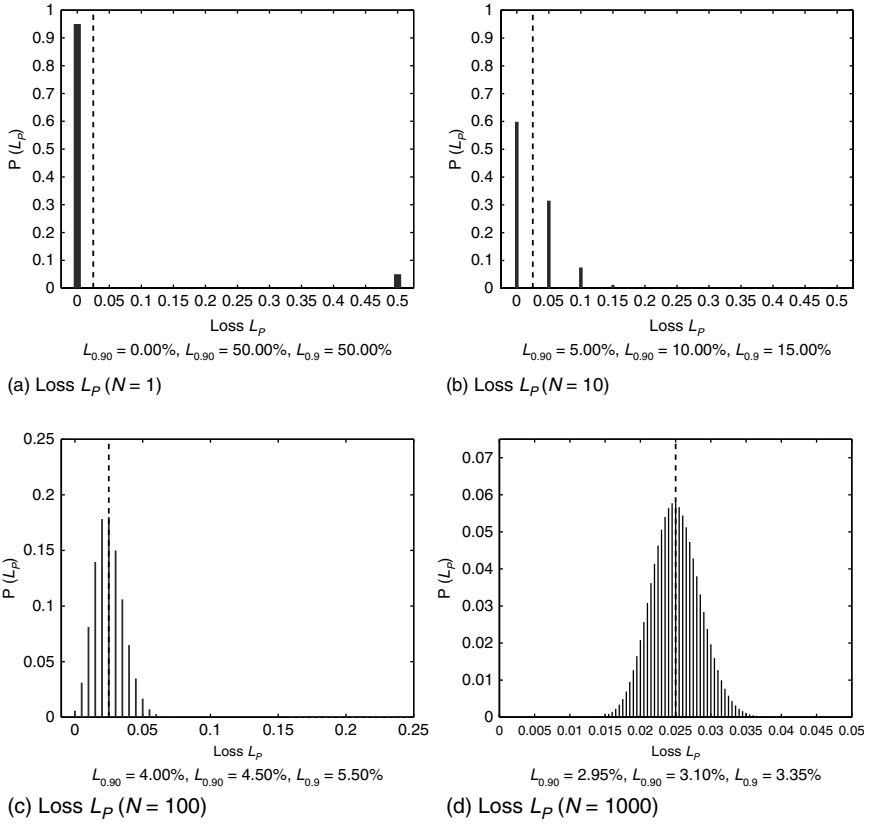 1
0.9
0.8
0.7
0.6
0.5
0.4
0.3
0.2
0.1
0
P (L_P)
0 0.05 0.1 0.15 0.2 0.25 0.3 0.35 0.4 0.45 0.5
Loss L_P
L_0.90 = 0.00%, L_0.90 = 50.00%, L_0.9 = 50.00%
(a) Loss L_P (N = 1)
1
0.9
0.8
0.7
0.6
0.5
0.4
0.3
0.2
0.1
0
P (L_P)
0 0.05 0.1 0.15 0.2 0.25 0.3 0.35 0.4 0.45 0.5
Loss L_P
L_0.90 = 5.00%, L_0.90 = 10.00%, L_0.9 = 15.00%
(b) Loss L_P (N = 10)
0.25
0.2
0.15
0.1
0.05
0
P (L_P)
0 0.05 0.1 0.15 0.2 0.25
Loss L_P
L_0.90 = 4.00%, L_0.90 = 4.50%, L_0.9 = 5.50%
(c) Loss L_P (N = 100)
0.07
0.06
0.05
0.04
0.03
0.02
0.01
0
P (L_P)
0 0.005 0.01 0.015 0.02 0.025 0.03 0.035 0.04 0.045 0.05
Loss L_P
L_0.90 = 2.95%, L_0.90 = 3.10%, L_0.9 = 3.35%
(d) Loss L_P (N = 1000)